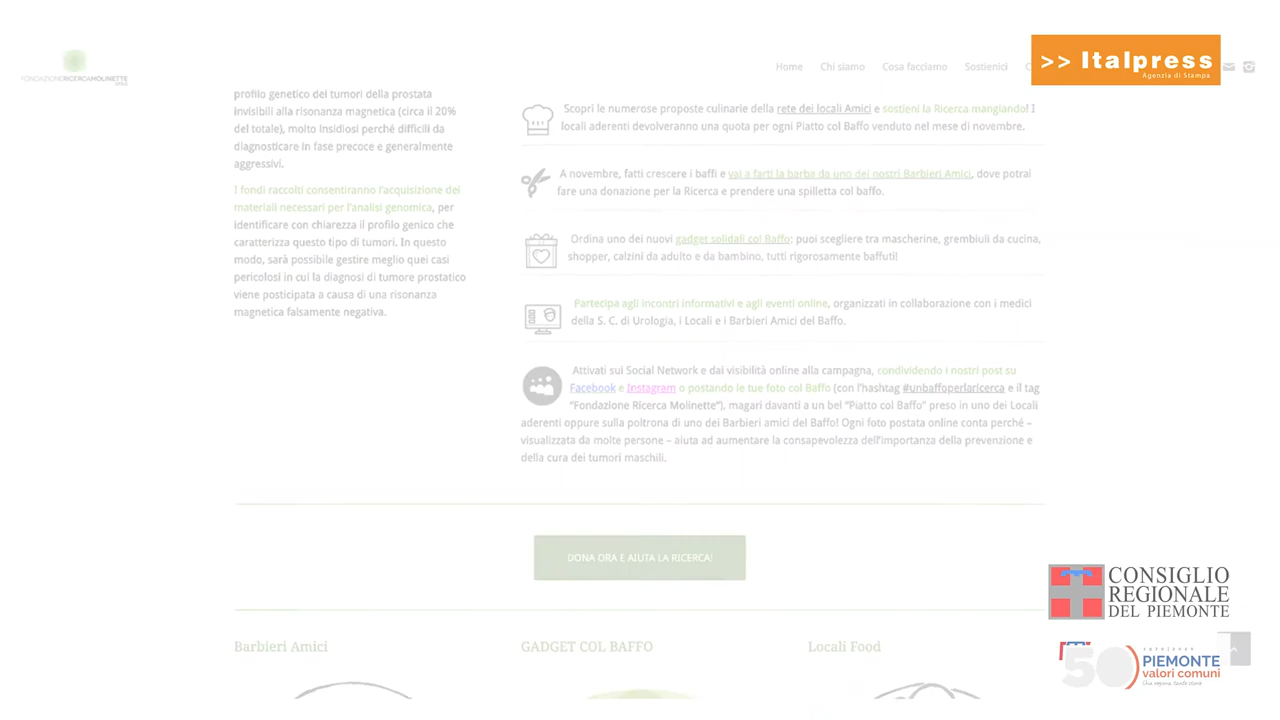 FONDAZIONERICERCAMOLINETTE
Home Chi siamo Cosa facciamo Sostienici
>> Italpress
Agenzia di Stampa
profilo genetico dei tumori della prostata
invisibili alla risonanza magnetica (circa il 20%
del totale), molto insidiosi perché difficili da
diagnosticare in fase precoce e generalmente
aggressivi.
I fondi raccolti consentiranno l'acquisizione dei
materiali necessari per l'analisi genomica, per
identificare con chiarezza il profilo genico che
caratterizza questo tipo di tumori. In questo
modo, sarà possibile gestire meglio quei casi
pericolosi in cui la diagnosi di tumore prostatico
viene posticipata a causa di una risonanza
magnetica falsamente negativa.
Scopri le numerose proposte culinarie della rete dei locali Amici e sostieni la Ricerca mangiando! I
locali aderenti devolveranno una quota per ogni Piatto col Baffo venduto nel mese di novembre.
A novembre, fatti crescere i baffi e vai a farti la barba da uno dei nostri Barbieri Amici, dove potrai
fare una donazione per la Ricerca e prendere una spilletta col baffo.
Ordina uno dei nuovi gadget solidali col Baffo: puoi scegliere tra mascherine, grembiuli da cucina,
shopper, calzini da adulto e da bambino, tutti rigorosamente baffuti!
Partecipa agli incontri informativi e agli eventi online, organizzati in collaborazione con i medici
della S. C. di Urologia, i Locali e i Barbieri Amici del Baffo.
Attivati sui Social Network e dai visibilità online alla campagna, condividendo i nostri post su
Facebook e Instagram o postando le tue foto col Baffo (con l'hashtag #unbaffoperlaricerca e il tag
"Fondazione Ricerca Molinette"), magari davanti a un bel "Piatto col Baffo" preso in uno dei Locali
aderenti oppure sulla poltrona di uno dei Barbieri amici del Baffo! Ogni foto postata online conta perché –
visualizzata da molte persone – aiuta ad aumentare la consapevolezza dell'importanza della prevenzione e
della cura dei tumori maschili.
DONA ORA E AIUTA LA RICERCA!
Barbieri Amici GADGET COL BAFFO Locali Food
CONSIGLIO
REGIONALE
DEL PIEMONTE
50
PIEMONTE
valori comuni